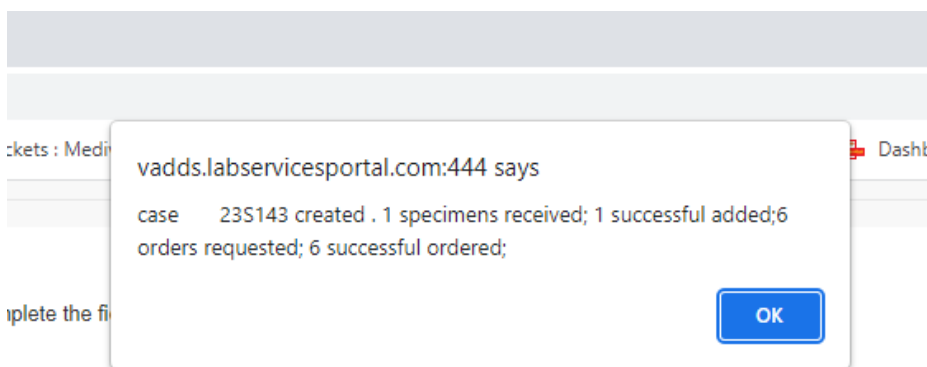 ckets : Medi
Dashb
vadds.labservicesportal.com:444 says
case 23S143 created . 1 specimens received; 1 successful added;6
orders requested; 6 successful ordered;
nplete the fi
OK